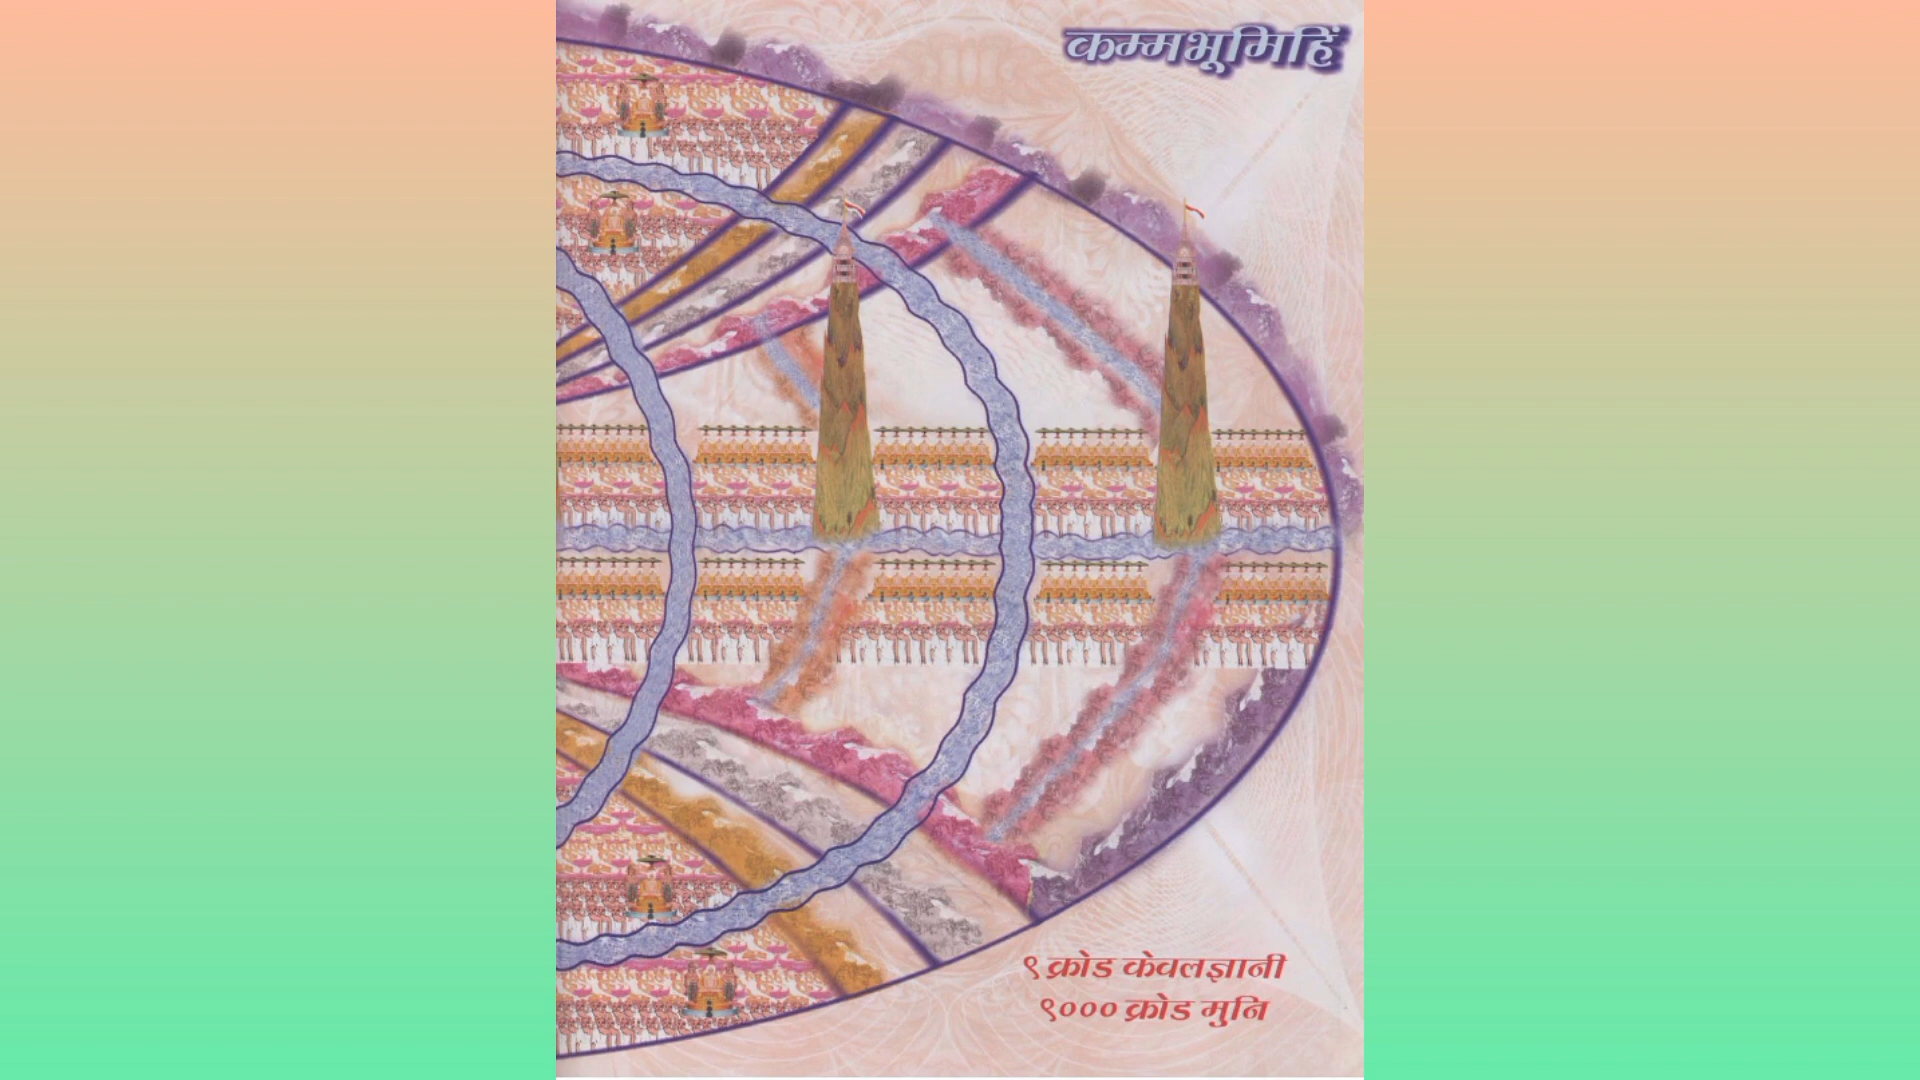 कम्मभूमिहिं
९ क्रोड केवलज्ञानी
९००० क्रोड मुनि